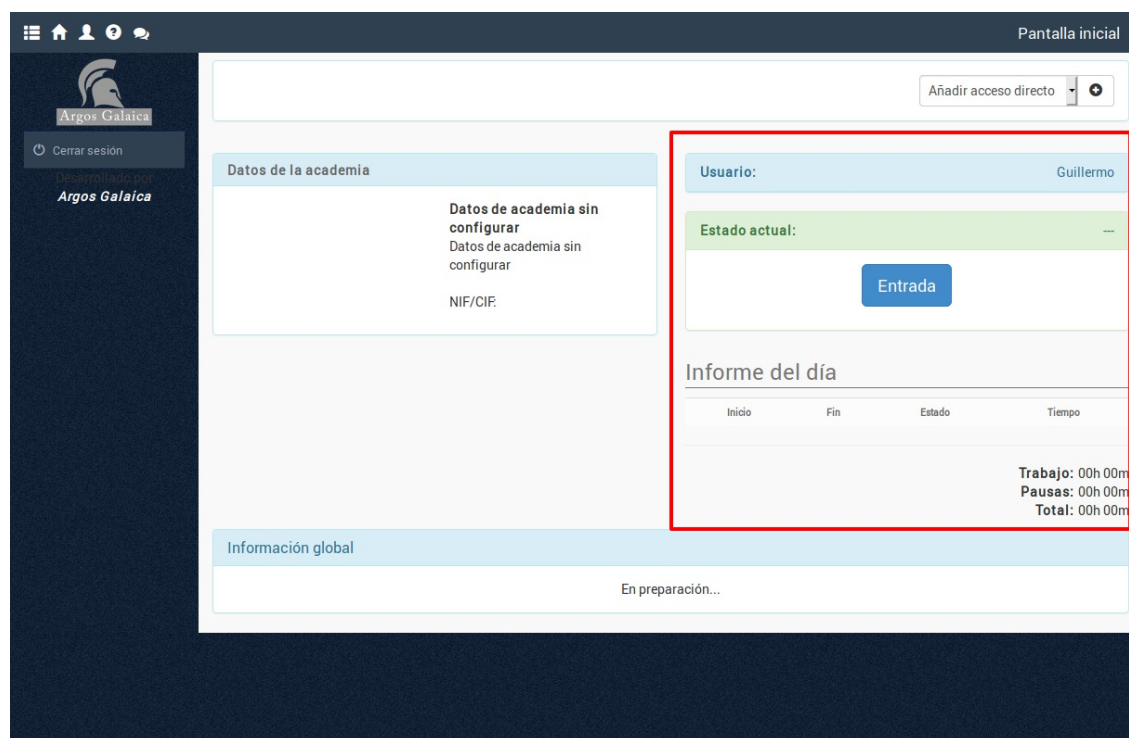 Pantalla inicial
Argos Galaica
Añadir acceso directo
Cerrar sesión
Desarrollado por
Argos Galaica
Datos de la academia
Datos de academia sin
configurar
Datos de academia sin
configurar
NIF/CIF:
Usuario: Guillermo
Estado actual: ---
Entrada
Informe del día
Inicio Fin Estado Tiempo
Trabajo: 00h 00m
Pausas: 00h 00m
Total: 00h 00m
Información global
En preparación...